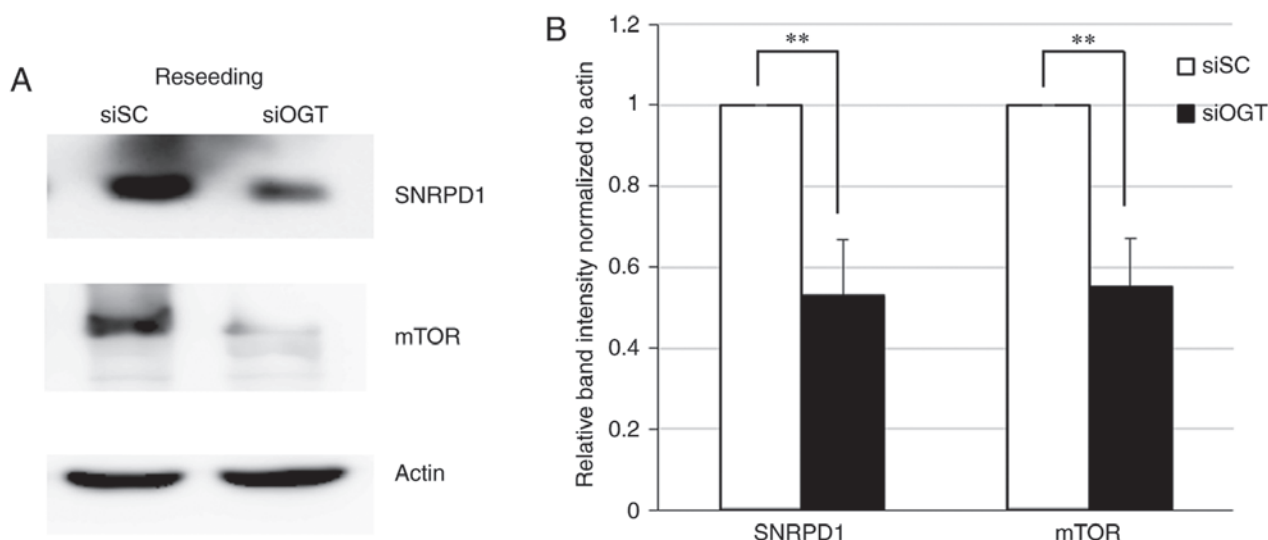 A
Reseeding
siSC siOGT
SNRPD1
mTOR
Actin
B
Relative band intensity normalized to actin
1.2
1
0.8
0.6
0.4
0.2
0
**
**
siSC
siOGT
SNRPD1 mTOR